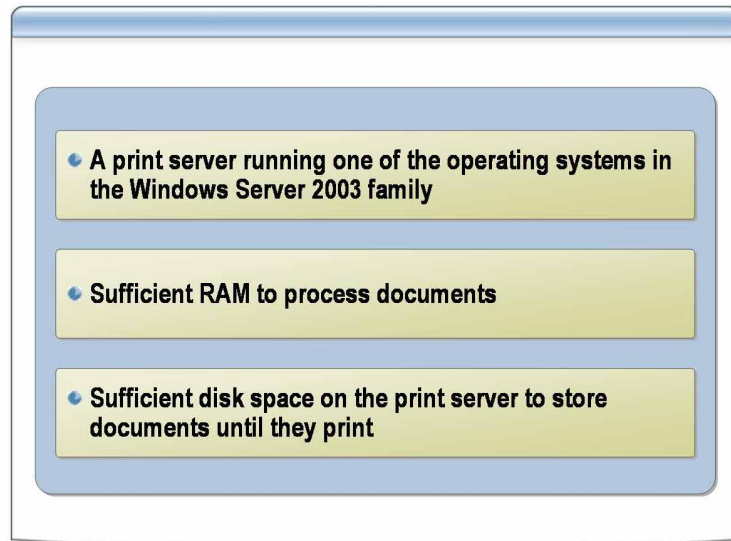 A print server running one of the operating systems in
the Windows Server 2003 family
Sufficient RAM to process documents
Sufficient disk space on the print server to store
documents until they print